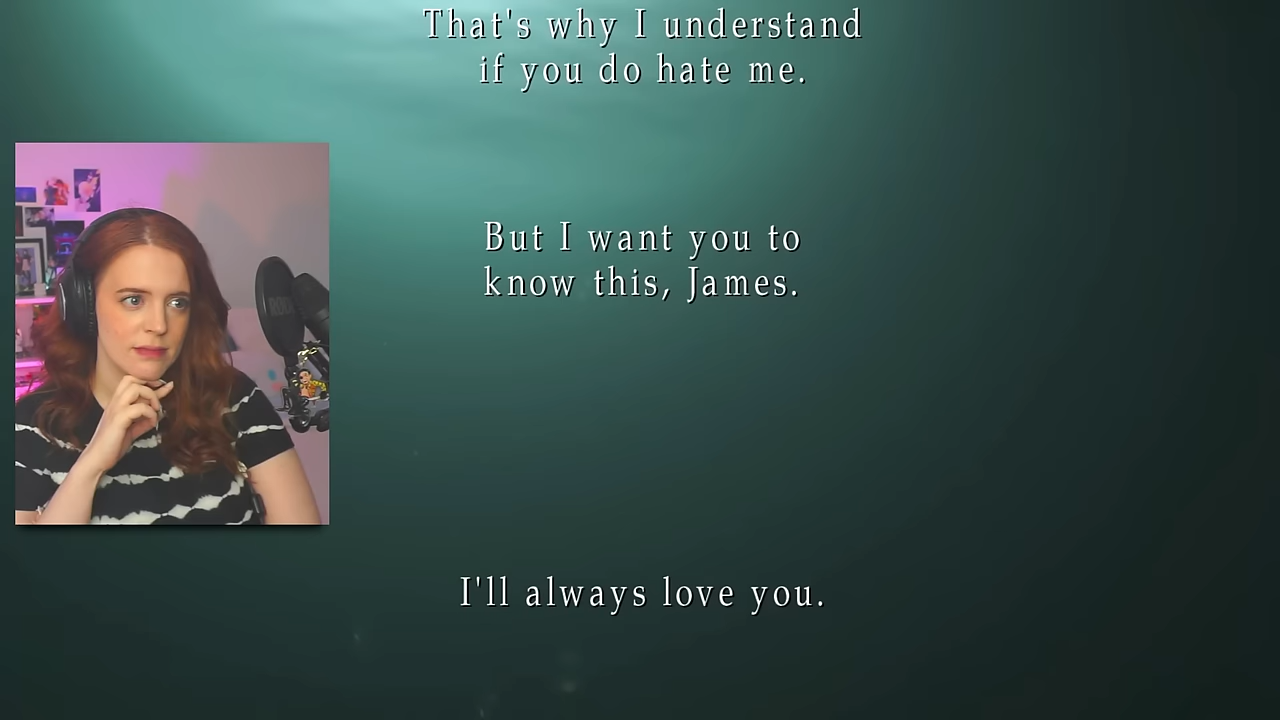 That's why I understand
if you do hate me.
But I want you to
know this, James.
I'll always love you.